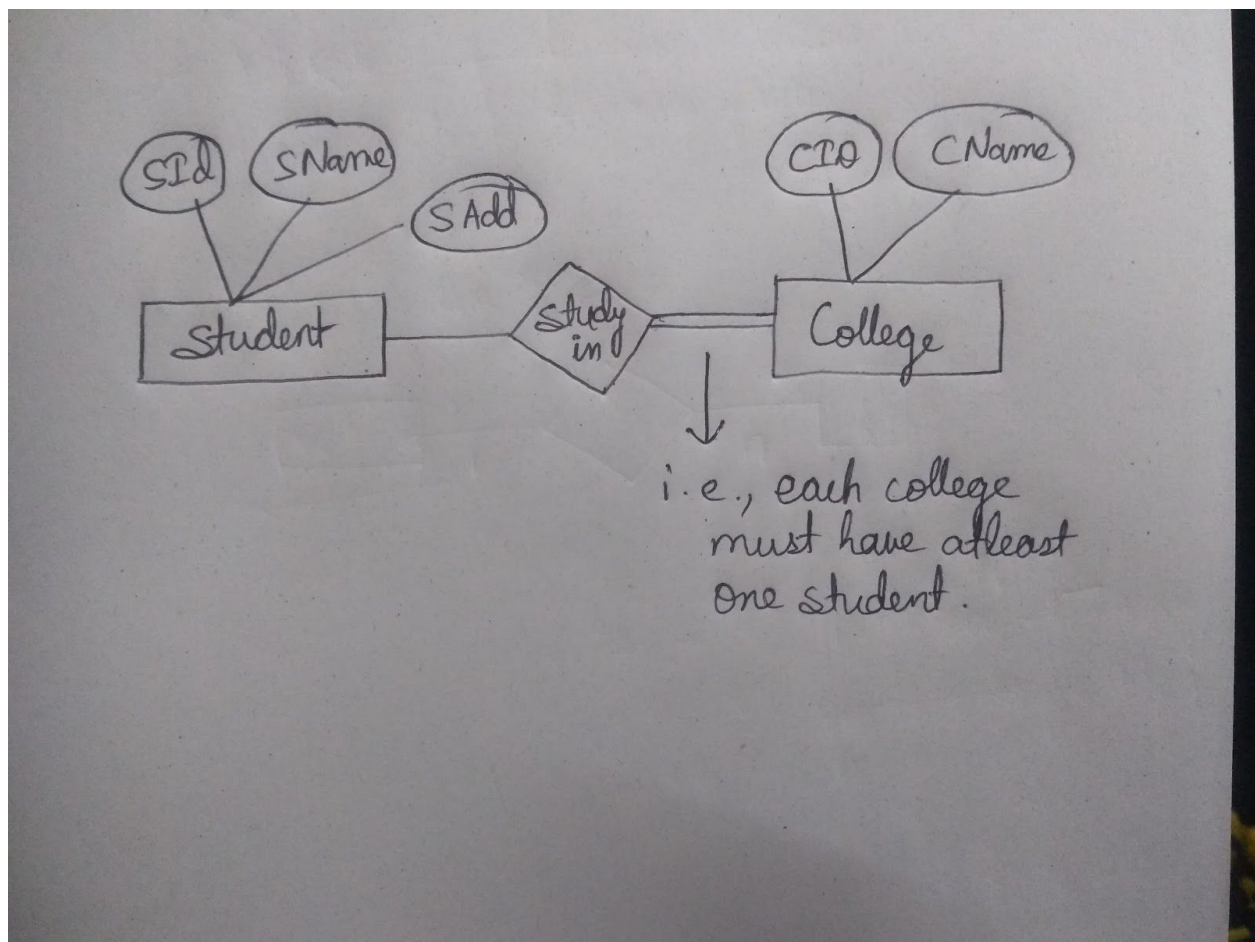 SId
SName
SAdd
CID
CName
Student
Study
in
College
i.e., each college
must have atleast
one student.